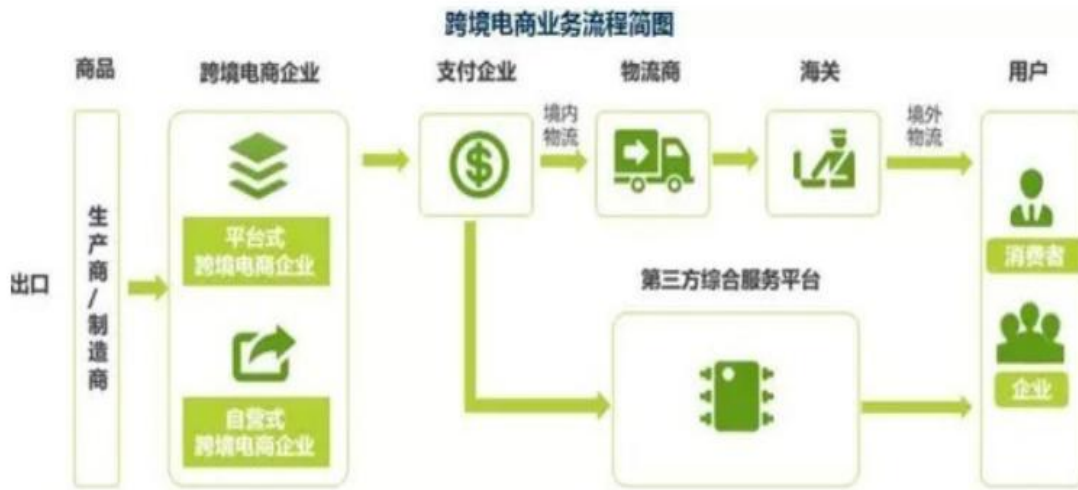 跨境电商业务流程简图
商品
跨境电商企业
支付企业
物流商
海关
用户
境内
物流
境外
物流
出口
生产商/制造商
平台式
跨境电商企业
自营式
跨境电商企业
第三方综合服务平台
消费者
企业